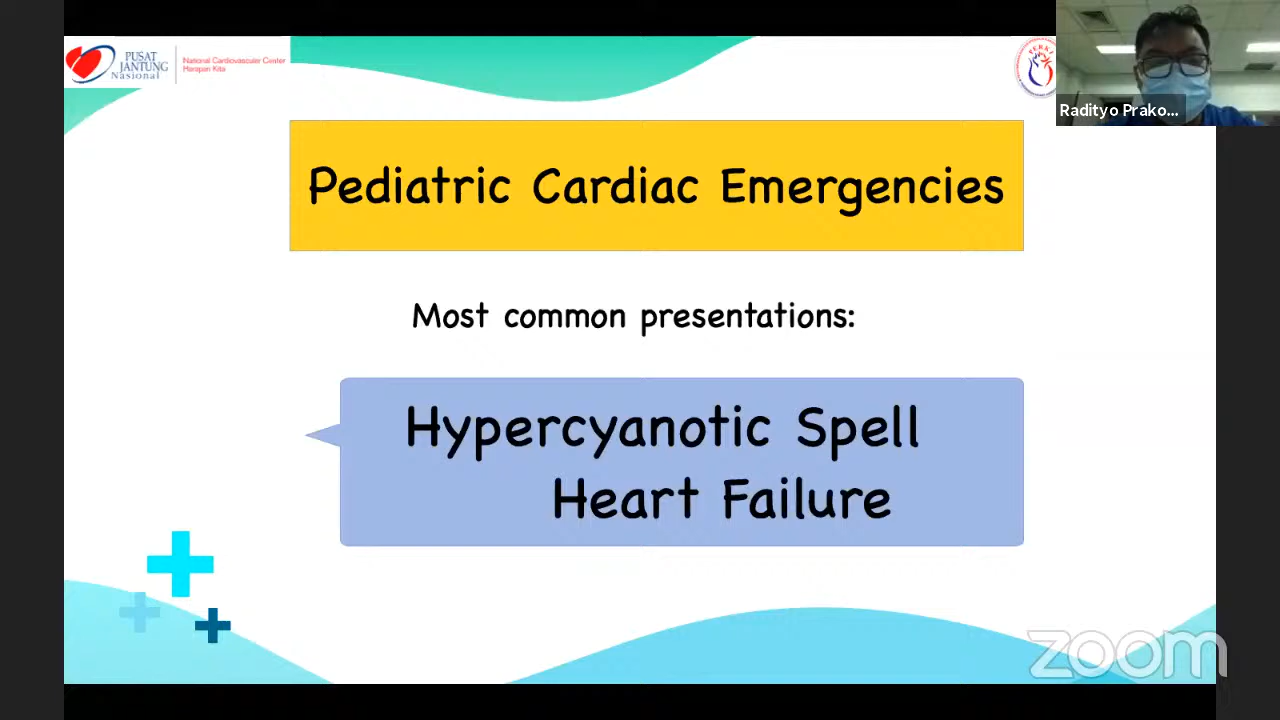 PUSAT
JANTUNG
Nasional
National Cardiovascular Center
Harapan Kita
PERKI
Radityo Prako...
Pediatric Cardiac Emergencies
Most common presentations:
Hypercyanotic Spell
Heart Failure
zoom